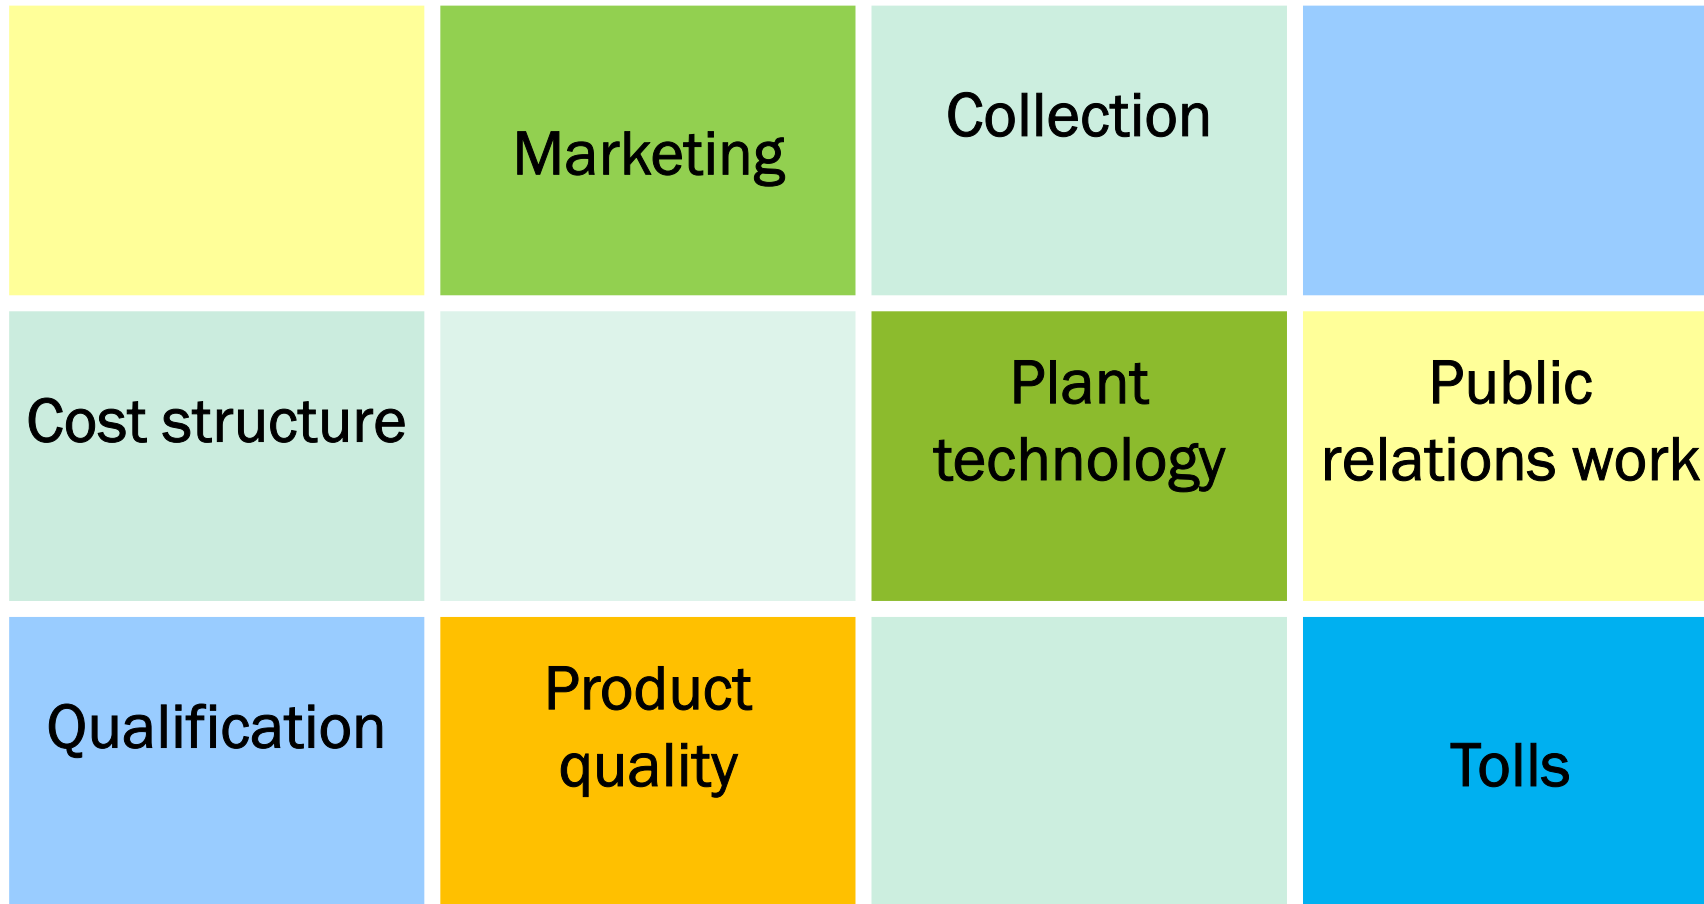 Marketing
Collection
Cost structure
Plant
technology
Public
relations work
Qualification
Product
quality
Tolls